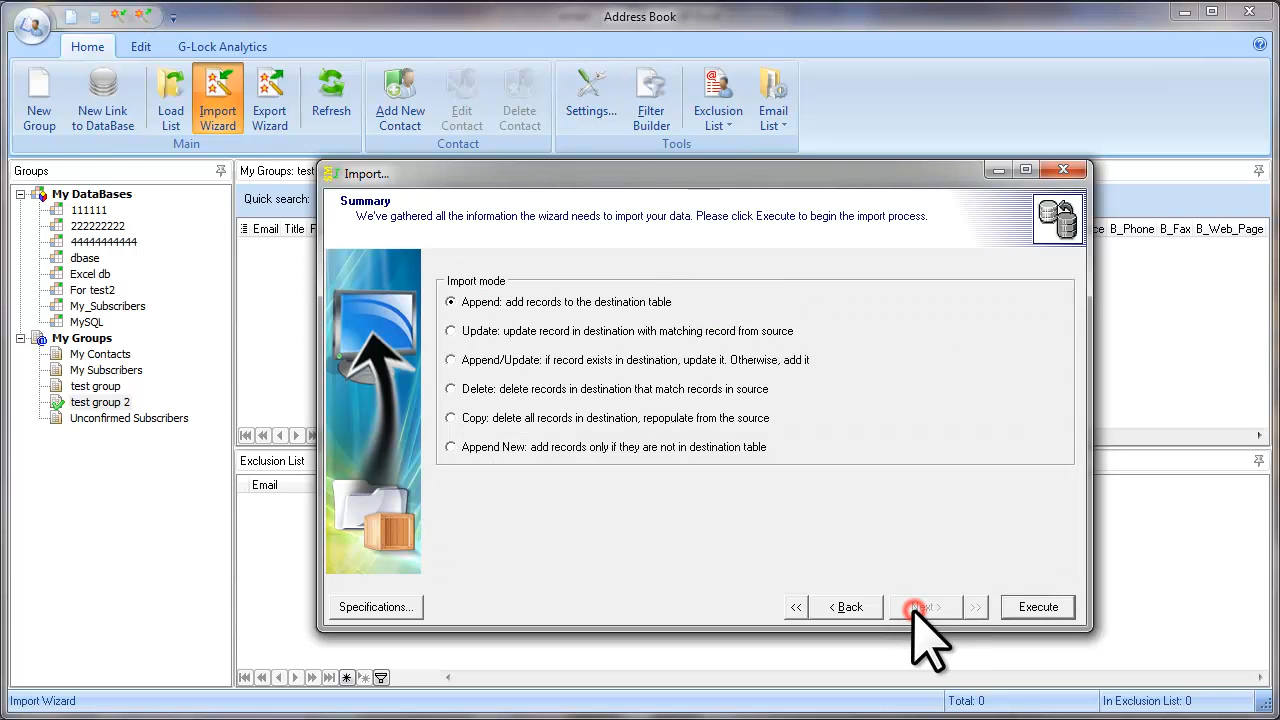 Address Book
Home Edit G-Lock Analytics
New Group
New Link to DataBase
Load List
Import Wizard
Export Wizard
Refresh
Add New Contact
Edit Contact
Delete Contact
Settings...
Filter Builder
Exclusion List
Email List
Main Contact Tools
Groups
My Groups: test
Import...
My DataBases
111111
222222222
44444444444
dbase
Excel db
For test2
My_Subscribers
MySQL
My Groups
My Contacts
My Subscribers
test group
test group 2
Unconfirmed Subscribers
Quick search:
Email Title
B_Phone B_Fax B_Web_Page
Exclusion List
Email
Summary
We've gathered all the information the wizard needs to import your data. Please click Execute to begin the import process.
Import mode
Append: add records to the destination table
Update: update record in destination with matching record from source
Append/Update: if record exists in destination, update it. Otherwise, add it
Delete: delete records in destination that match records in source
Copy: delete all records in destination, repopulate from the source
Append New: add records only if they are not in destination table
Specifications...
<<
< Back
Next >
>>
Execute
Import Wizard
Total: 0
In Exclusion List: 0